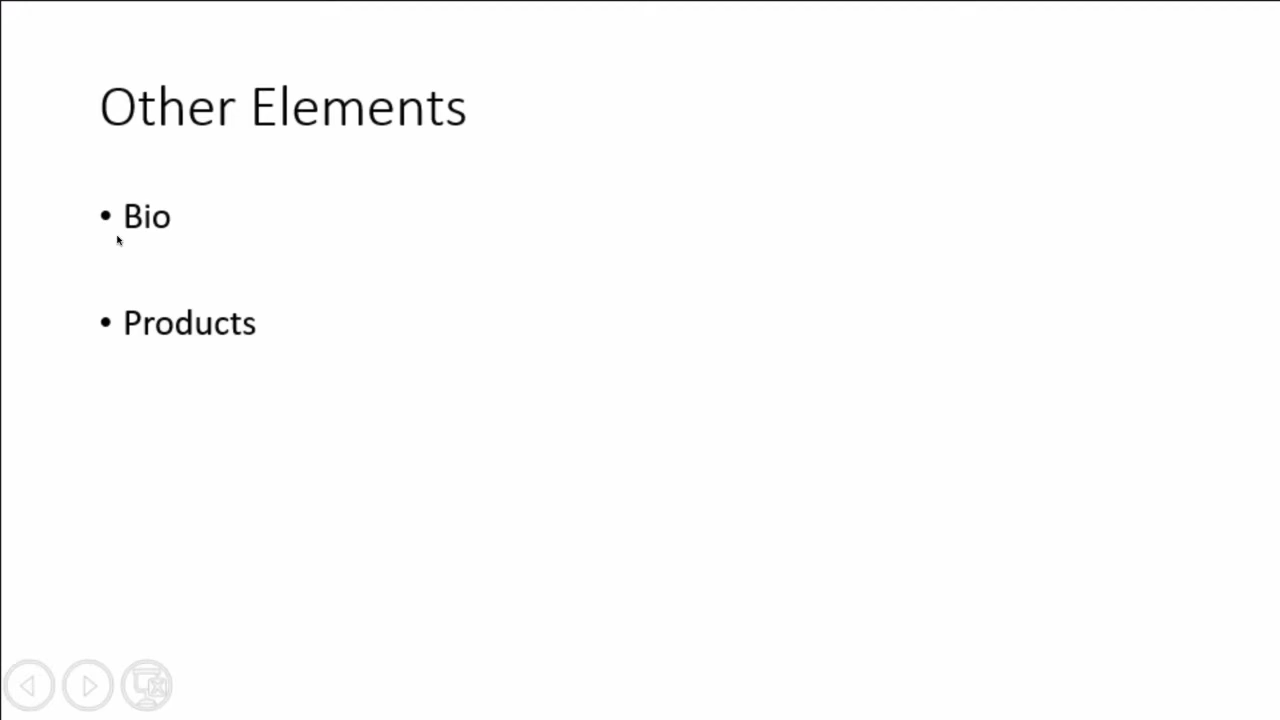 Other Elements
• Bio
• Products